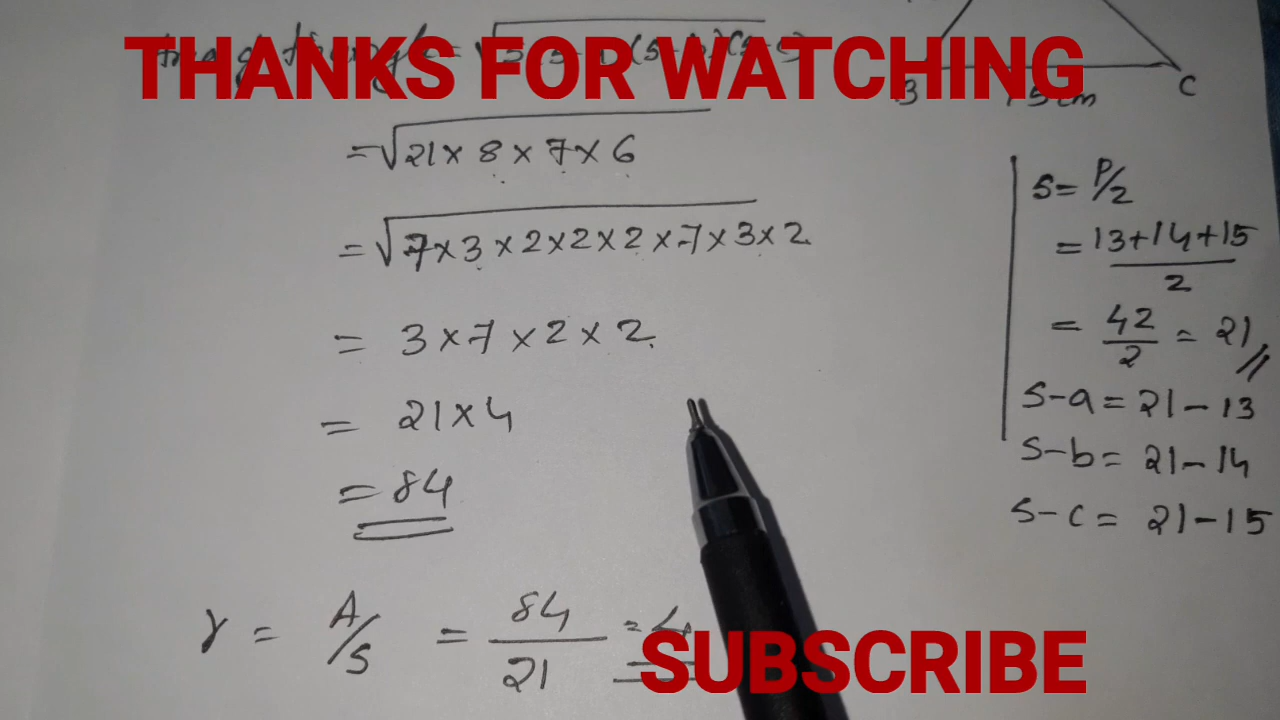 THANKS FOR WATCHING
15cm
C
=√21×8×7×6
=√7×3×2×2×2×7×3×2
= 3×7×2×2
= 21×4
= 84
r = A/S = 84/21 = 4
S= P/2
= 13+14+15/2
= 42/2 = 21
S-a = 21-13
S-b = 21-14
S-c = 21-15
SUBSCRIBE